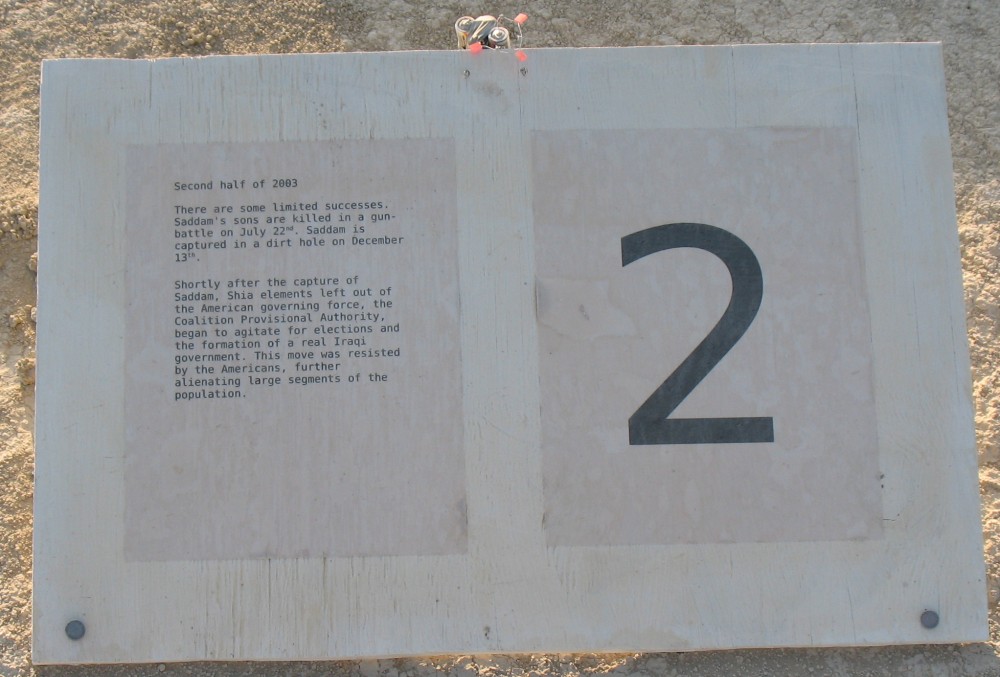 Second half of 2003
There are some limited successes.
Saddam's sons are killed in a gun-
battle on July 22nd. Saddam is
captured in a dirt hole on December
13th.
Shortly after the capture of
Saddam, Shia elements left out of
the American governing force, the
Coalition Provisional Authority,
began to agitate for elections and
the formation of a real Iraqi
government. This move was resisted
by the Americans, further
alienating large segments of the
population.
2